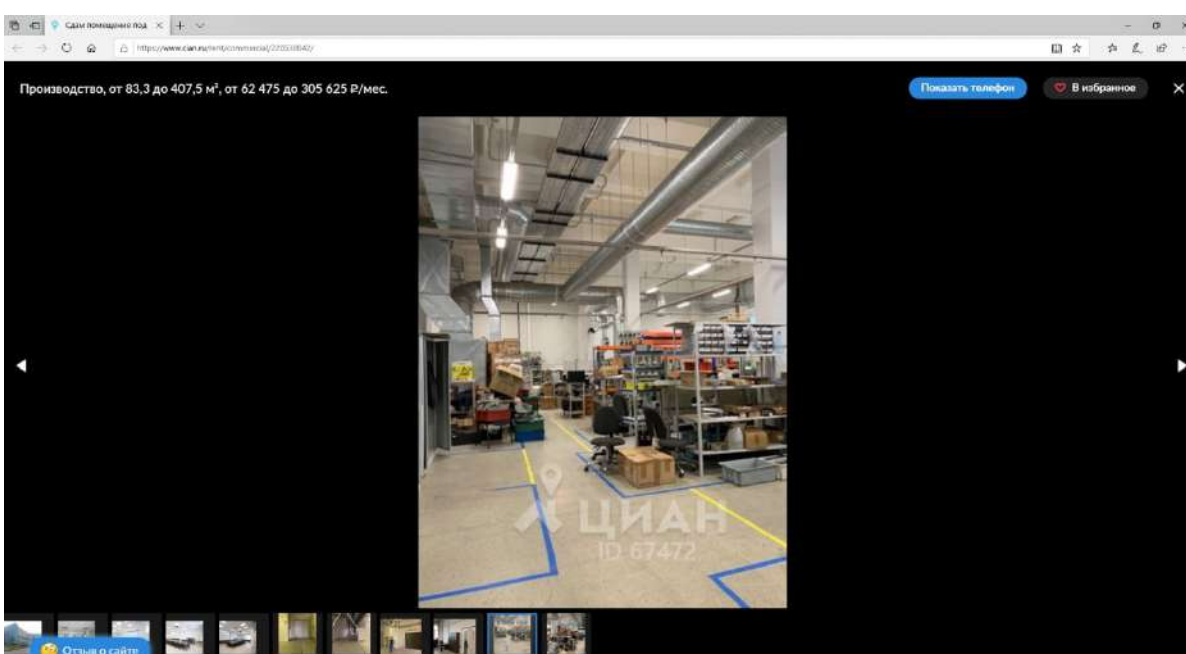 Сдам помещение под
https://www.cian.ru/rent/commercial/220530042/
Производство, от 83,3 до 407,5 м², от 62 475 до 305 625 ₽/мес.
Показать телефон
В избранное
ЦИАН
ID 67472
Отзыв о сайте